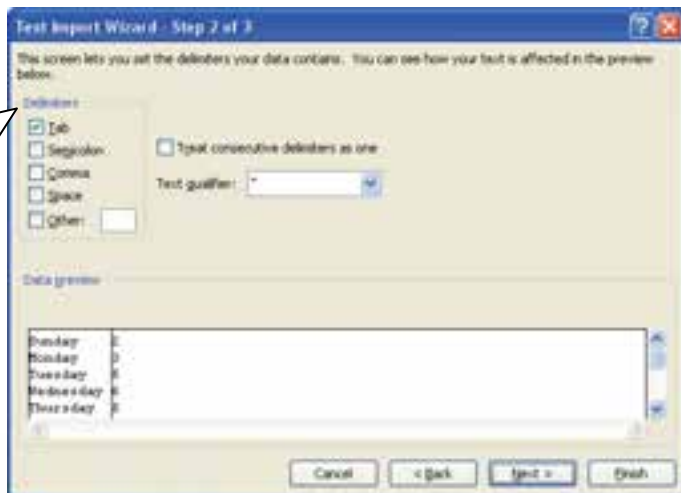 Text Import Wizard - Step 2 of 3
This screen lets you set the delimiters your data contains. You can see how your text is affected in the preview
below.
Delimiters
Tab
Semicolon
Comma
Space
Other:
Treat consecutive delimiters as one
Text qualifier: "
Data preview
Sunday
Monday
Tuesday
Wednesday
Thursday
Cancel
< Back
Next >
Finish